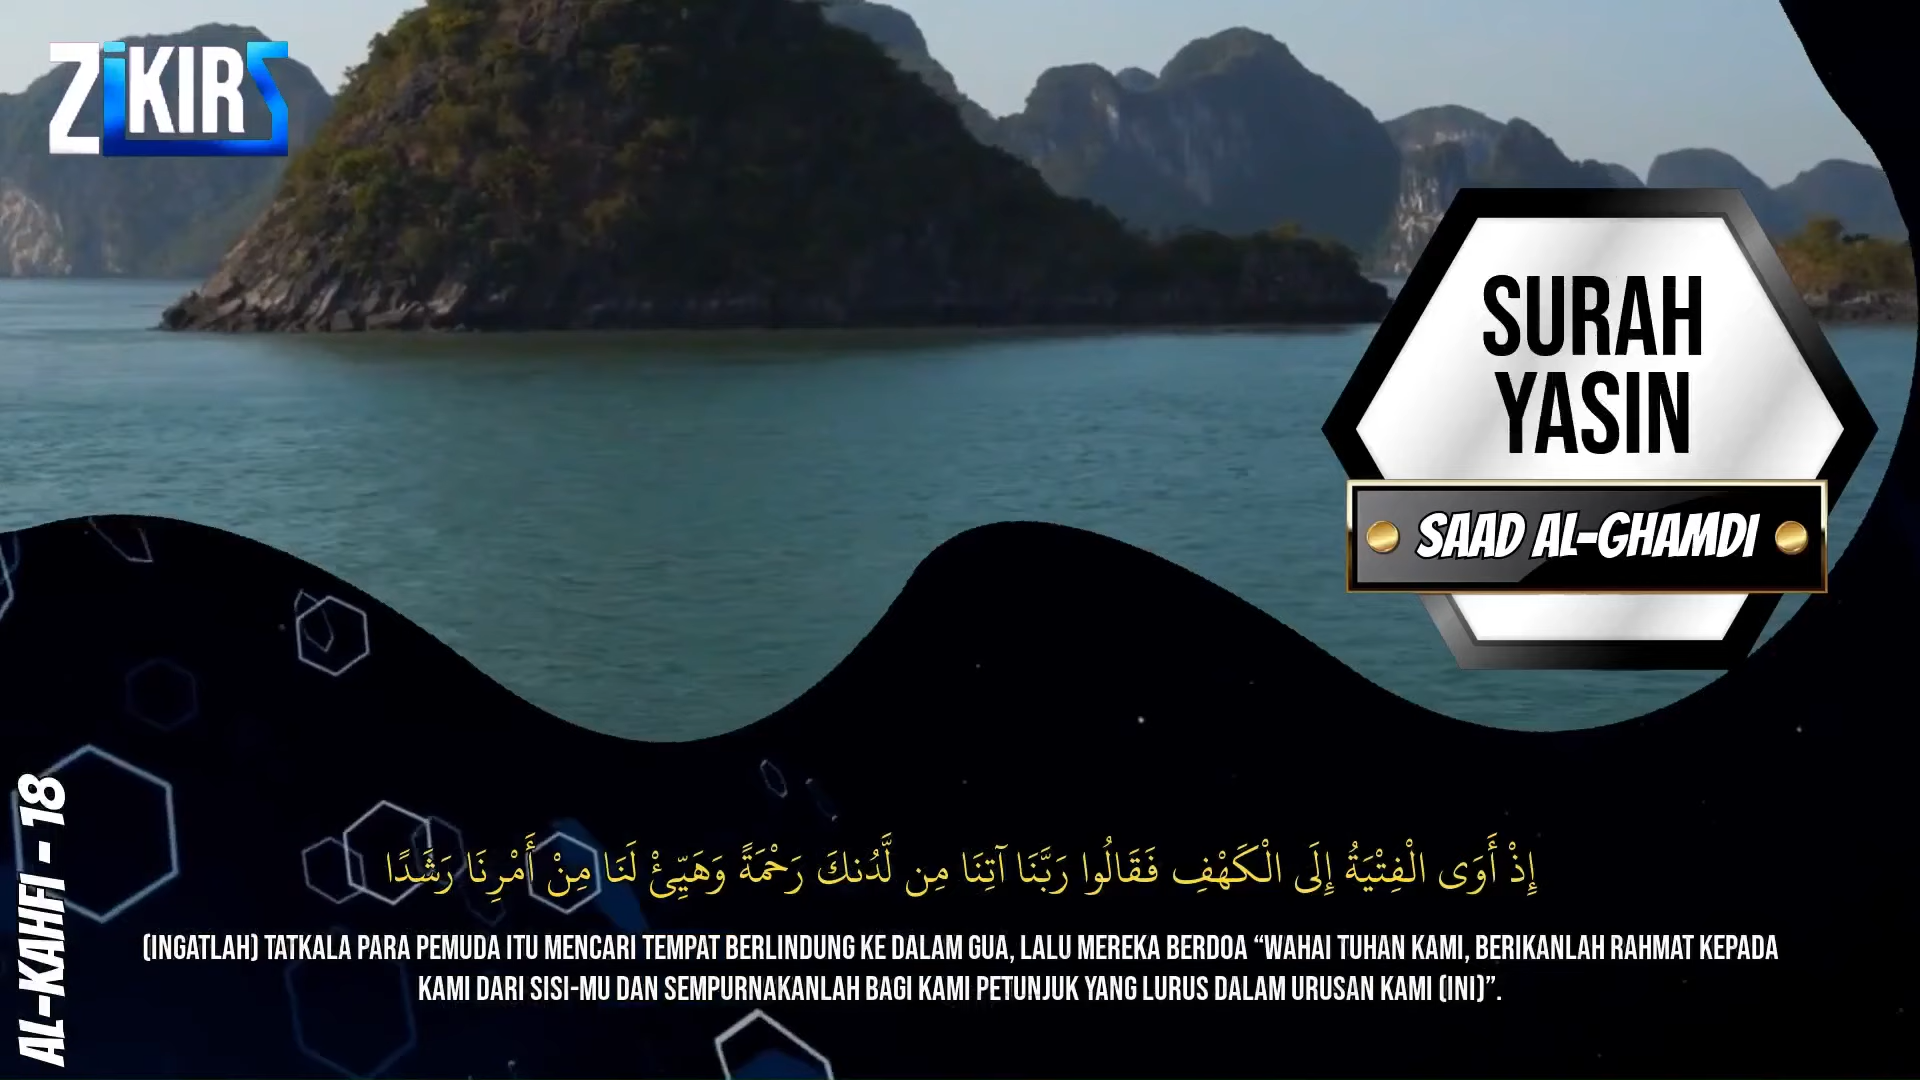 ZiKIRS
SURAH
YASIN
SAAD AL-GHAMDI
AL-KAHFI - 18
إِذْ أَوَى الْفِتْيَةُ إِلَى الْكَهْفِ فَقَالُوا رَبَّنَا آتِنَا مِن لَّدُنكَ رَحْمَةً وَهَيِّئْ لَنَا مِنْ أَمْرِنَا رَشَدًا
(INGATLAH) TATKALA PARA PEMUDA ITU MENCARI TEMPAT BERLINDUNG KE DALAM GUA, LALU MEREKA BERDOA “WAHAI TUHAN KAMI, BERIKANLAH RAHMAT KEPADA
KAMI DARI SISI-MU DAN SEMPURNAKANLAH BAGI KAMI PETUNJUK YANG LURUS DALAM URUSAN KAMI (INI)”.